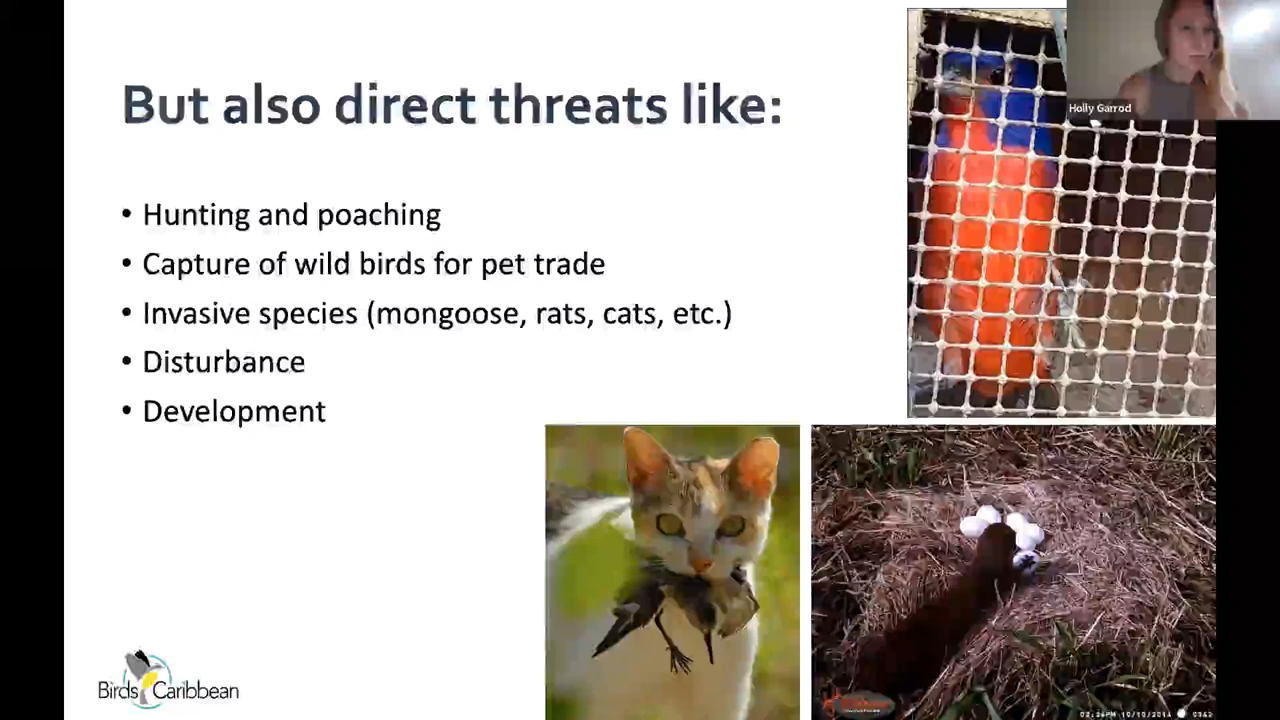 But also direct threats like:
Holly Garrod
• Hunting and poaching
• Capture of wild birds for pet trade
• Invasive species (mongoose, rats, cats, etc.)
• Disturbance
• Development
BirdsCaribbean